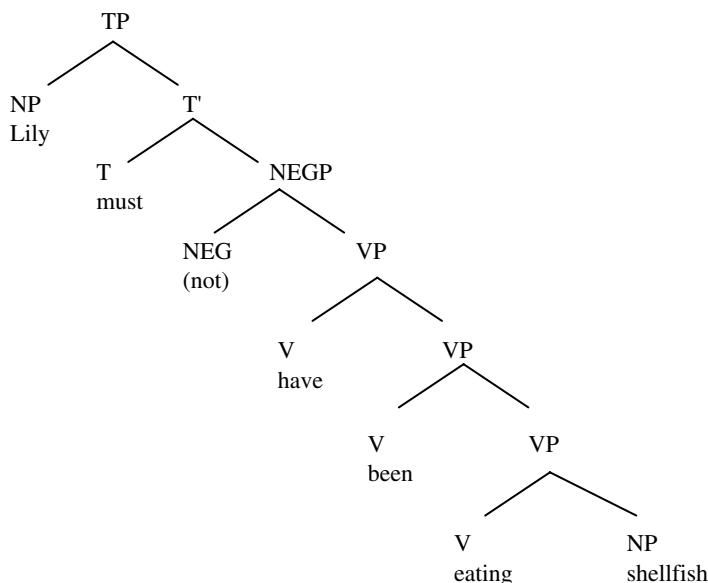 TP
NP T'
Lily
T NEGP
must
NEG VP
(not)
V VP
have
V VP
been
V NP
eating shellfish